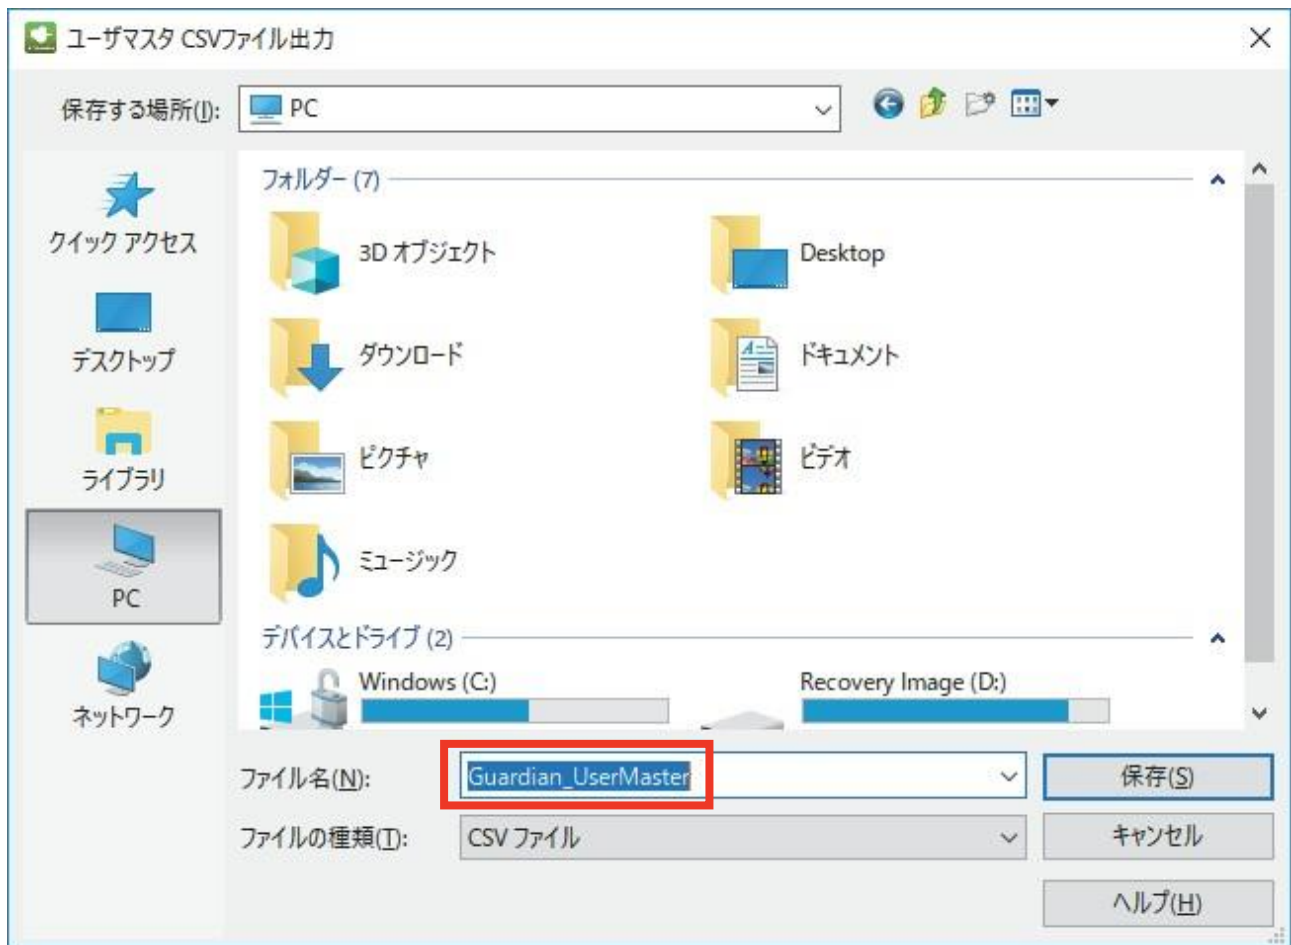 ユーザマスタ CSVファイル出力
保存する場所(I):
PC
クイック アクセス
デスクトップ
ライブラリ
PC
ネットワーク
フォルダー (7)
3D オブジェクト
Desktop
ダウンロード
ドキュメント
ピクチャ
ビデオ
ミュージック
デバイスとドライブ (2)
Windows (C:)
Recovery Image (D:)
ファイル名(N):
Guardian_UserMaster
保存(S)
ファイルの種類(T):
CSV ファイル
キャンセル
ヘルプ(H)